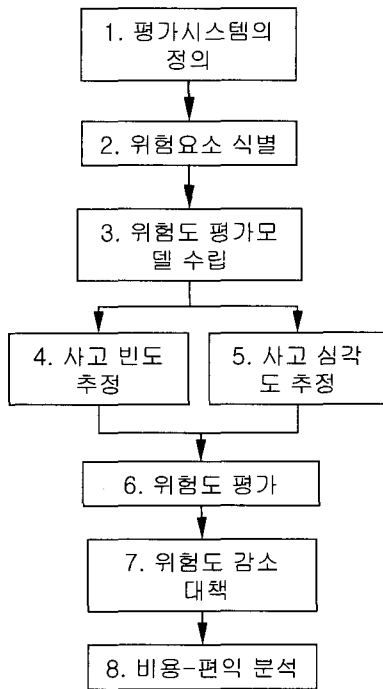 1. 평가시스템의
정의
2. 위험요소 식별
3. 위험도 평가모
델 수립
4. 사고 빈도
추정
5. 사고 심각
도 추정
6. 위험도 평가
7. 위험도 감소
대책
8. 비용-편익 분석